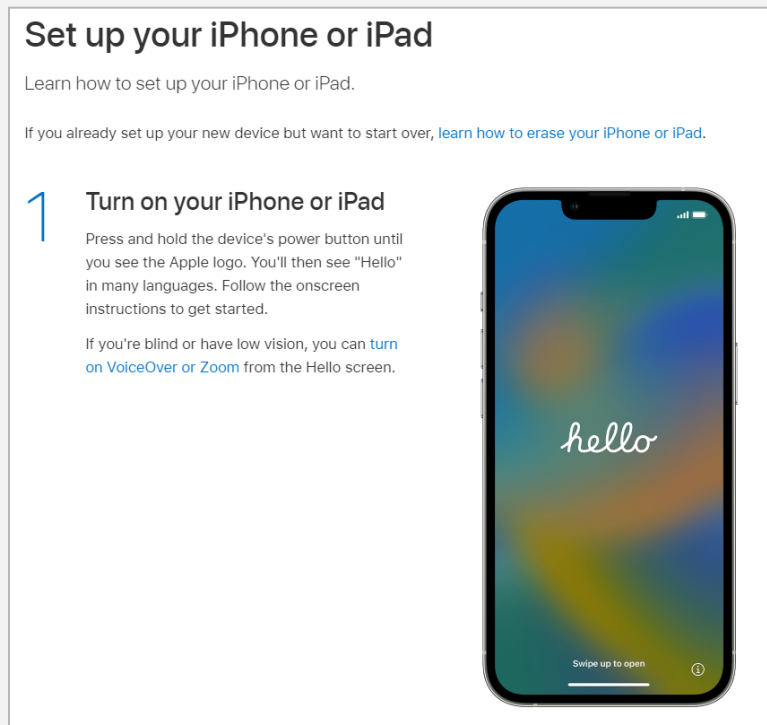 Set up your iPhone or iPad
Learn how to set up your iPhone or iPad.
If you already set up your new device but want to start over, learn how to erase your iPhone or iPad.
1
Turn on your iPhone or iPad
Press and hold the device's power button until
you see the Apple logo. You'll then see "Hello"
in many languages. Follow the onscreen
instructions to get started.
If you're blind or have low vision, you can turn
on VoiceOver or Zoom from the Hello screen.
hello
Swipe up to open